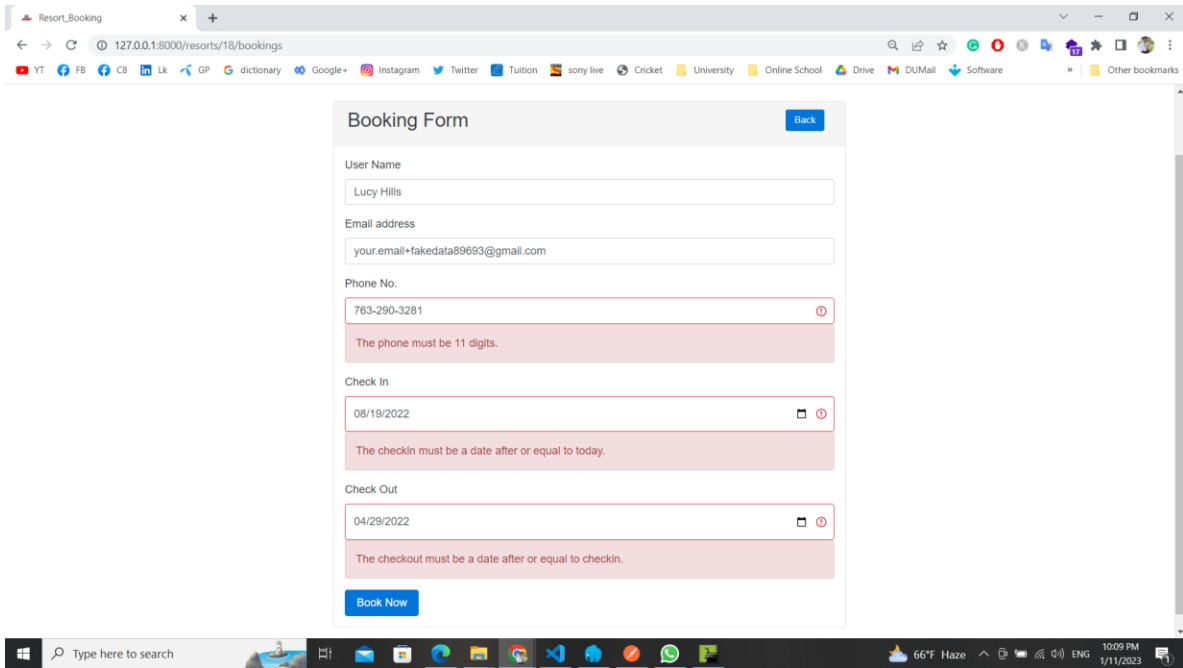 Resort_Booking
127.0.0.1:8000/resorts/18/bookings
YT FB CB Lk GP dictionary Google+ Instagram Twitter Tuition sony live Cricket University Online School Drive DUMail Software » Other bookmarks
17
Booking Form
Back
User Name
Lucy Hills
Email address
your.email+fakedata89693@gmail.com
Phone No.
763-290-3281
The phone must be 11 digits.
Check In
08/19/2022
The checkin must be a date after or equal to today.
Check Out
04/29/2022
The checkout must be a date after or equal to checkin.
Book Now
Type here to search
66°F Haze
ENG
10:09 PM
1/11/2023
1